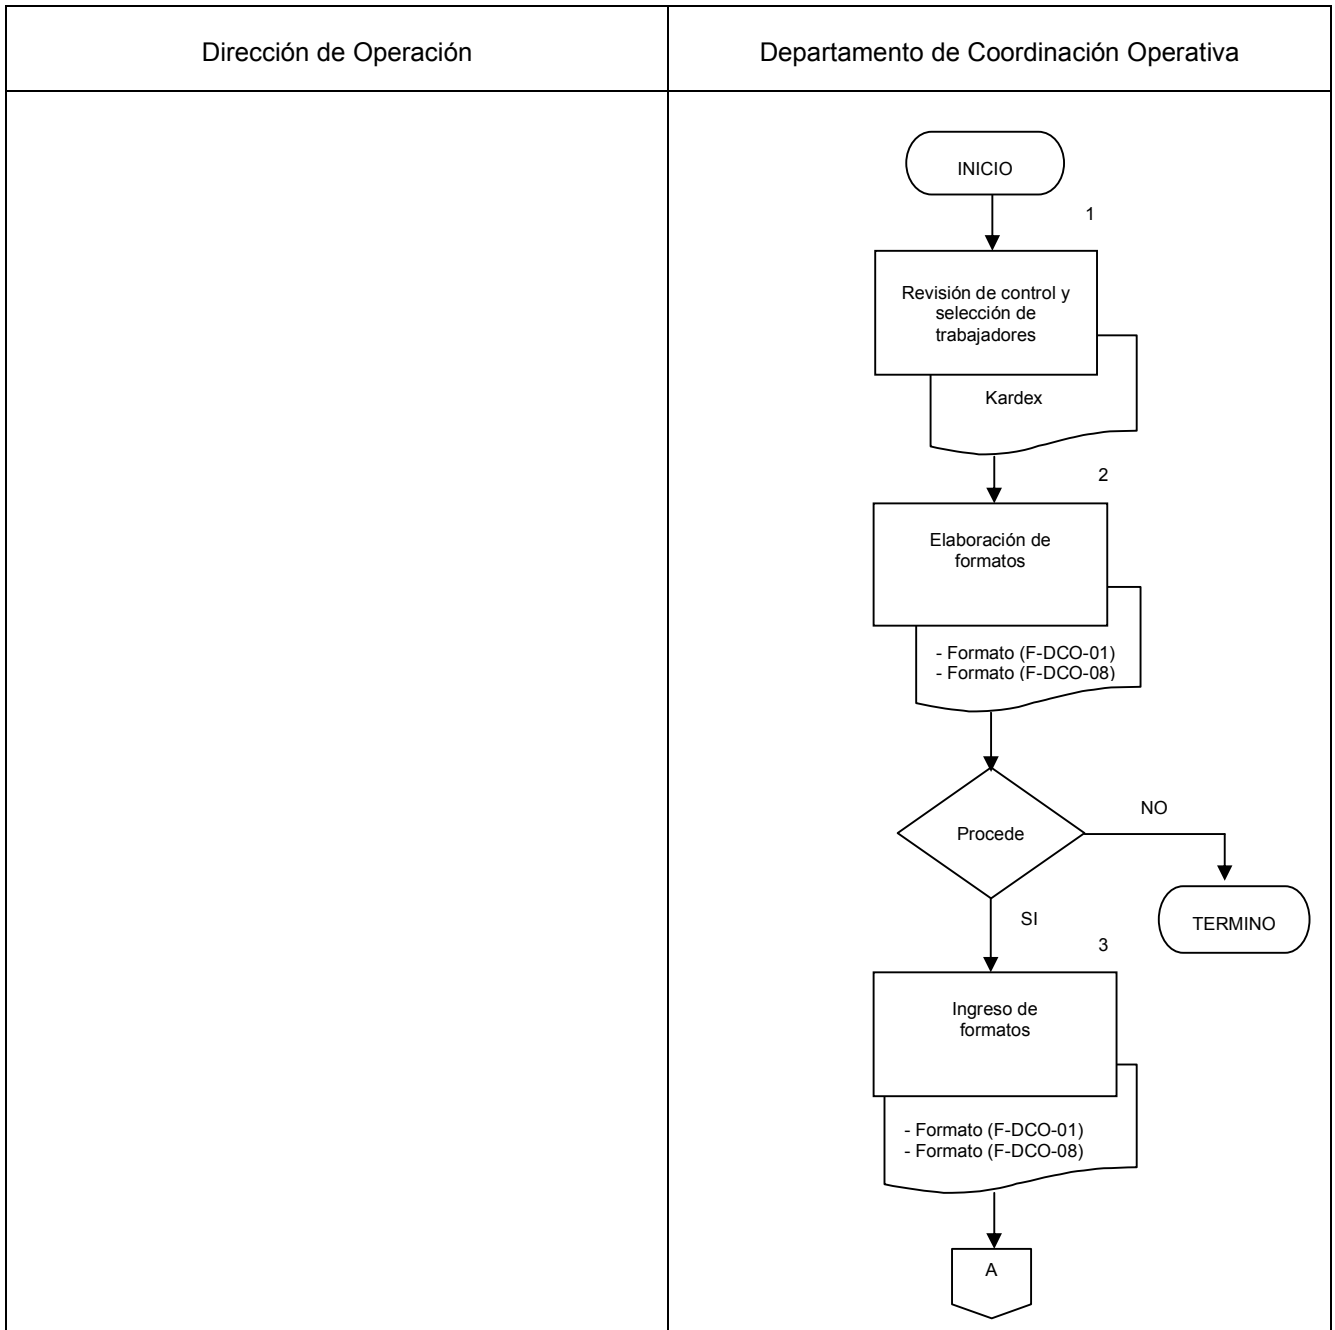 Dirección de Operación
Departamento de Coordinación Operativa
INICIO
1
Revisión de control y
selección de
trabajadores
Kardex
2
Elaboración de
formatos
- Formato (F-DCO-01)
- Formato (F-DCO-08)
Procede
NO
TERMINO
SI
3
Ingreso de
formatos
- Formato (F-DCO-01)
- Formato (F-DCO-08)
A